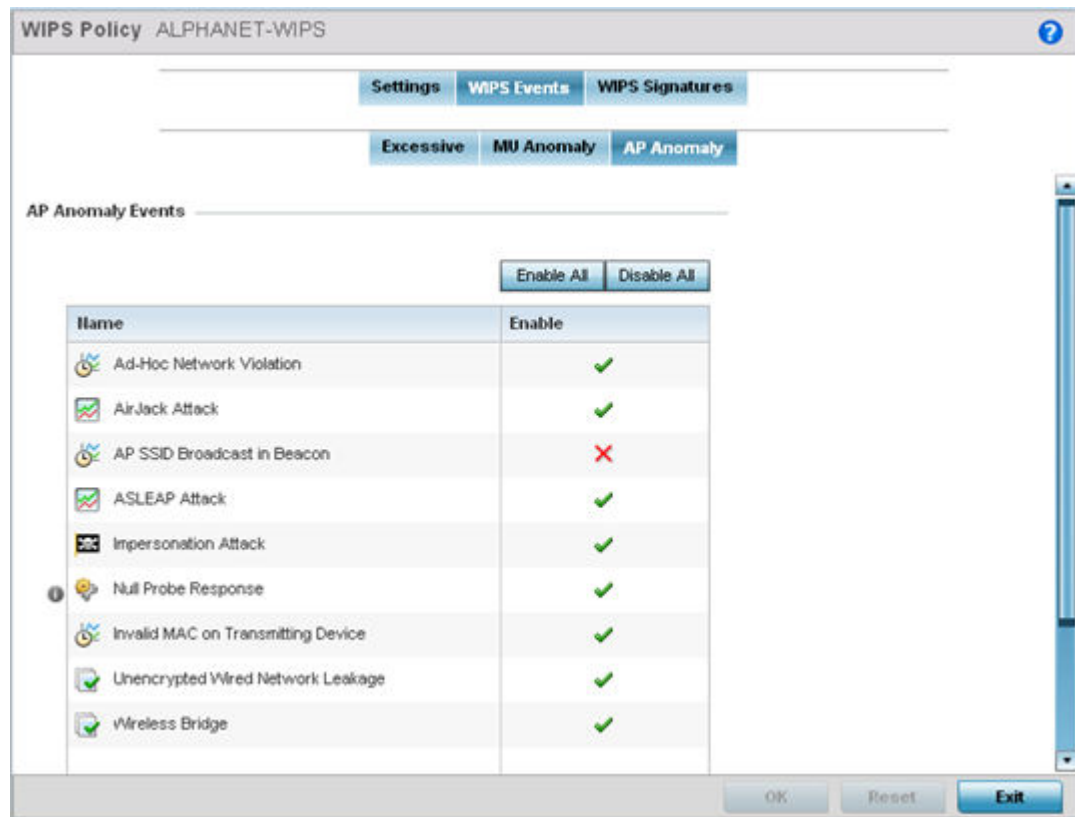 WIPS Policy ALPHANET-WIPS
?
Settings WIPS Events WIPS Signatures
Excessive MU Anomaly AP Anomaly
AP Anomaly Events
Enable All Disable All
Name Enable
Ad-Hoc Network Violation
AirJack Attack
AP SSID Broadcast in Beacon
ASLEAP Attack
Impersonation Attack
Null Probe Response
Invalid MAC on Transmitting Device
Unencrypted Wired Network Leakage
Wireless Bridge
OK Reset Exit